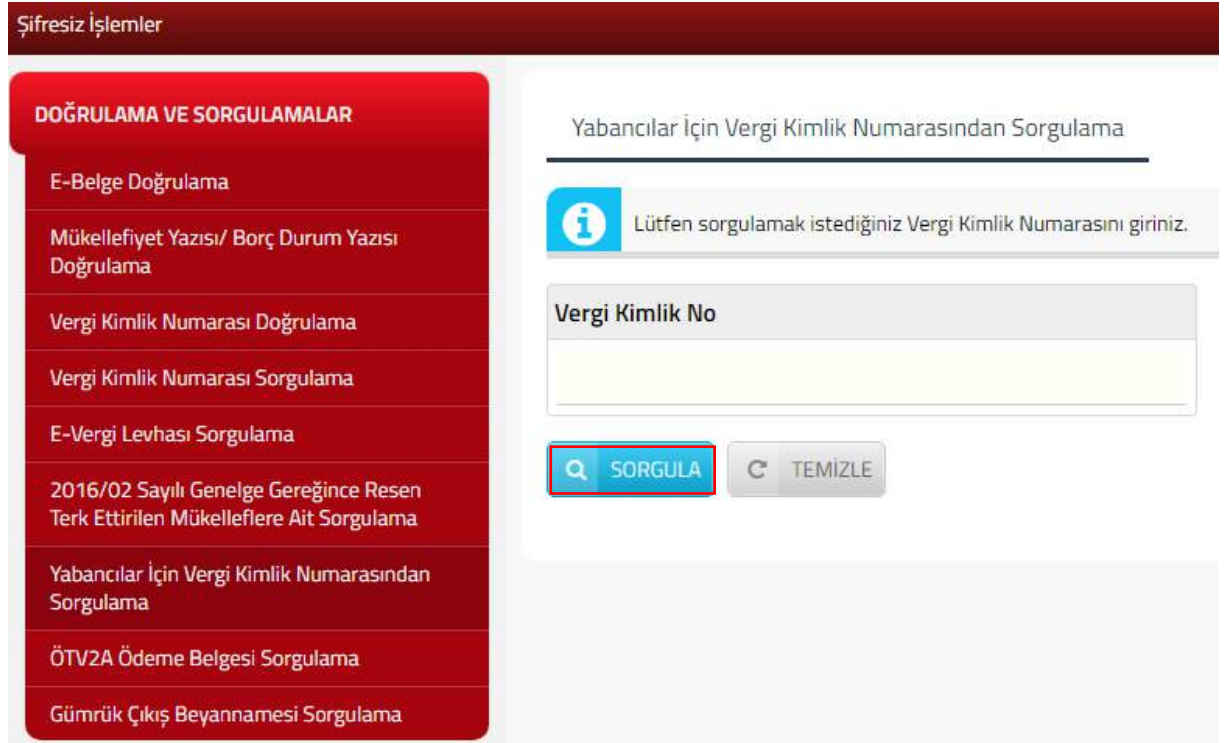 Şifresiz İşlemler
DOĞRULAMA VE SORGULAMALAR
E-Belge Doğrulama
Mükellefiyet Yazısı/ Borç Durum Yazısı
Doğrulama
Vergi Kimlik Numarası Doğrulama
Vergi Kimlik Numarası Sorgulama
E-Vergi Levhası Sorgulama
2016/02 Sayılı Genelge Gereğince Resen
Terk Ettirilen Mükelleflere Ait Sorgulama
Yabancılar İçin Vergi Kimlik Numarasından
Sorgulama
ÖTV2A Ödeme Belgesi Sorgulama
Gümrük Çıkış Beyannamesi Sorgulama
Yabancılar İçin Vergi Kimlik Numarasından Sorgulama
Lütfen sorgulamak istediğiniz Vergi Kimlik Numarasını giriniz.
Vergi Kimlik No
SORGULA TEMİZLE